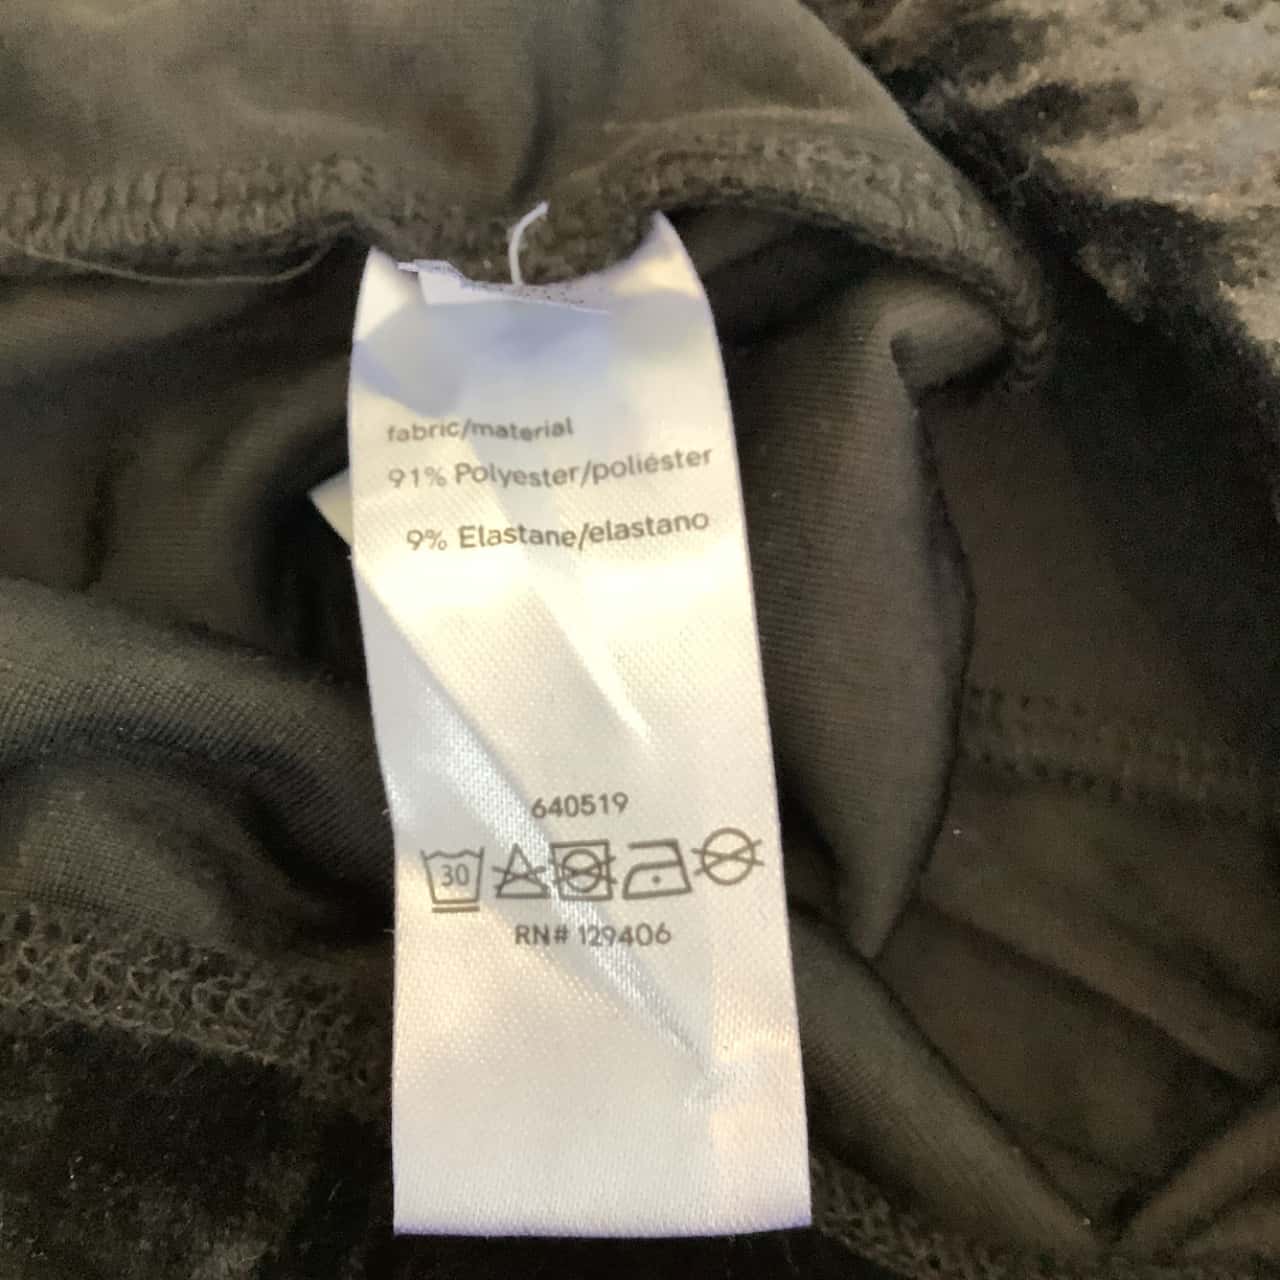 fabric/material
91% Polyester/poliéster
9% Elastane/elastano
640519
30
RN# 129406